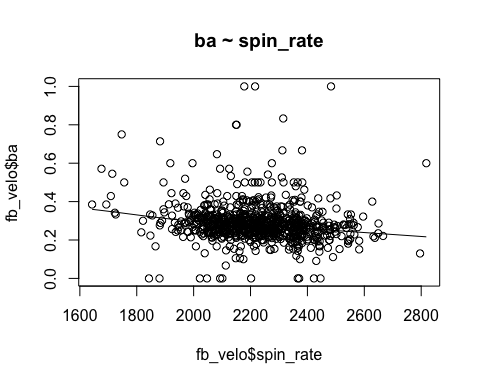 ba ~ spin_rate
fb_velo$ba
0.0 0.2 0.4 0.6 0.8 1.0
1600 1800 2000 2200 2400 2600 2800
fb_velo$spin_rate